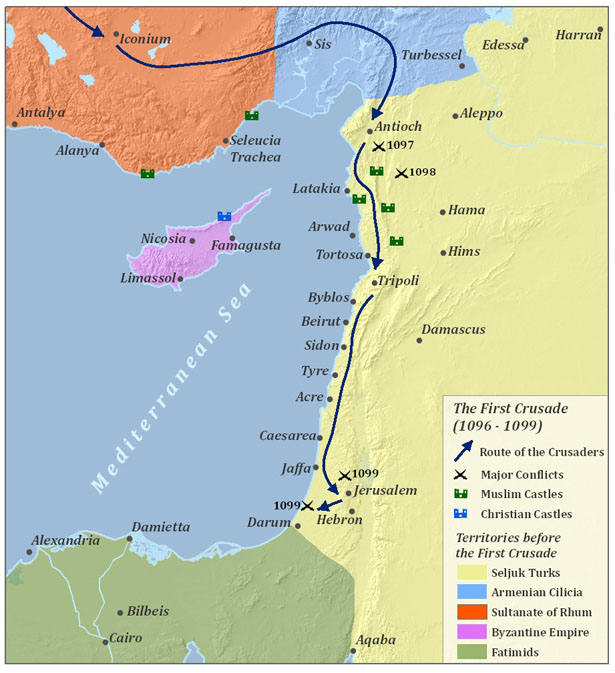 Iconium
Sis
Edessa
Harran
Turbessel
Antalya
Alanya
Seleucia
Trachea
Aleppo
Antioch
1097
1098
Latakia
Hama
Arwad
Nicosia
Famagusta
Hims
Tortosa
Limassol
Tripoli
Byblos
Beirut
Damascus
Sidon
Tyre
Acre
Mediterranean Sea
Caesarea
Jaffa
1099
Jerusalem
1099
Hebron
Darum
Damietta
Alexandria
Bilbeis
Cairo
Aqaba
The First Crusade
(1096 - 1099)
Route of the Crusaders
Major Conflicts
Muslim Castles
Christian Castles
Territories before
the First Crusade
Seljuk Turks
Armenian Cilicia
Sultanate of Rhum
Byzantine Empire
Fatimids